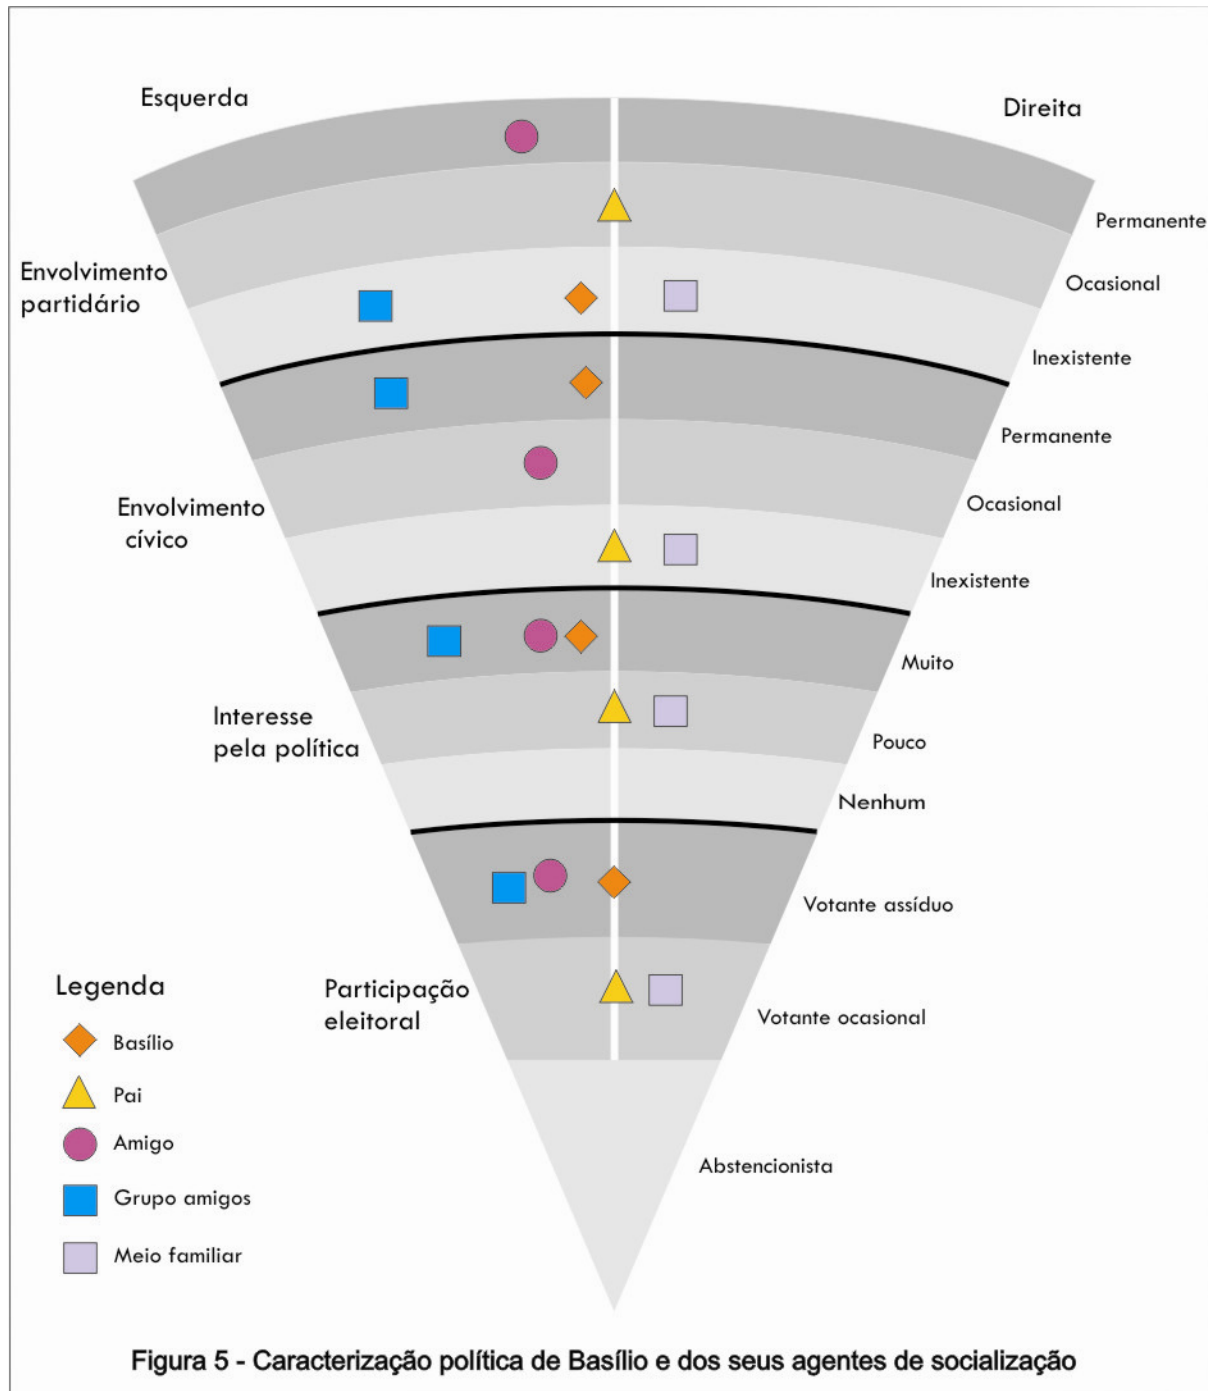 Esquerda
Direita
Permanente
Envolvimento
partidário
Ocasional
Inexistente
Permanente
Envolvimento
cívico
Ocasional
Inexistente
Muito
Interesse
pela política
Pouco
Nenhum
Votante assíduo
Participação
eleitoral
Votante ocasional
Abstencionista
Legenda
Basílio
Pai
Amigo
Grupo amigos
Meio familiar
Figura 5 - Caracterização política de Basílio e dos seus agentes de socialização